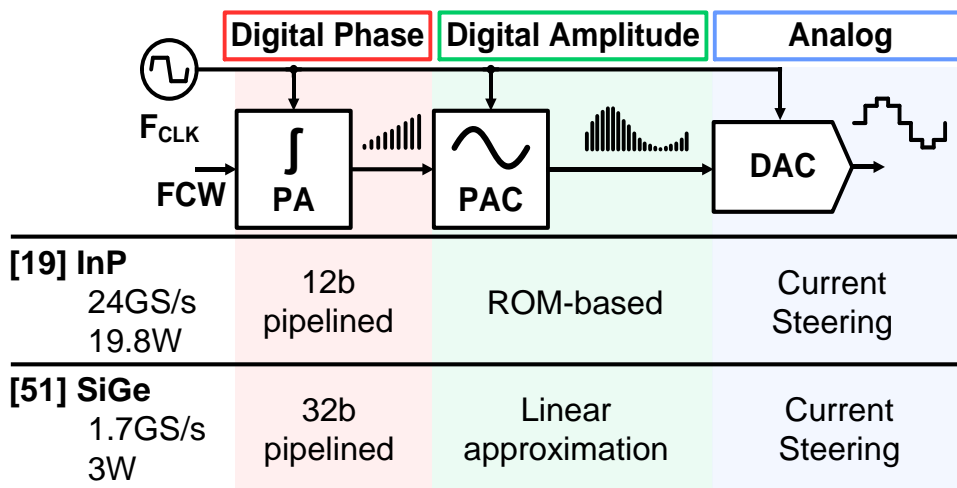 Digital Phase
Digital Amplitude
Analog
F_CLK
FCW
∫
PA
PAC
DAC
[19] InP
24GS/s
19.8W
12b
pipelined
ROM-based
Current
Steering
[51] SiGe
1.7GS/s
3W
32b
pipelined
Linear
approximation
Current
Steering